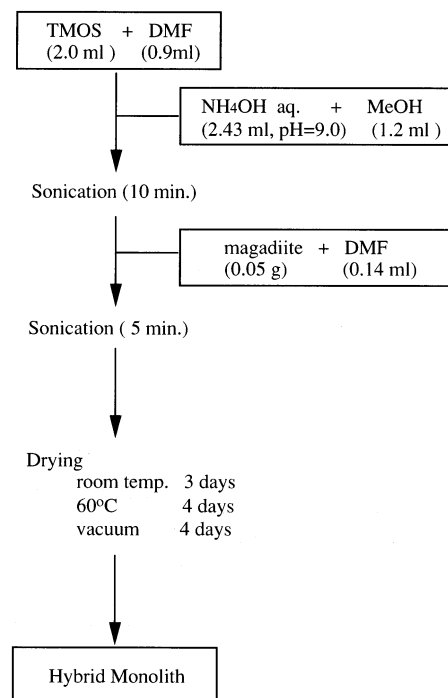 TMOS + DMF
(2.0 ml ) (0.9ml)
NH4OH aq. + MeOH
(2.43 ml, pH=9.0) (1.2 ml )
Sonication (10 min.)
magadiite + DMF
(0.05 g) (0.14 ml)
Sonication ( 5 min.)
Drying
room temp. 3 days
60°C 4 days
vacuum 4 days
Hybrid Monolith